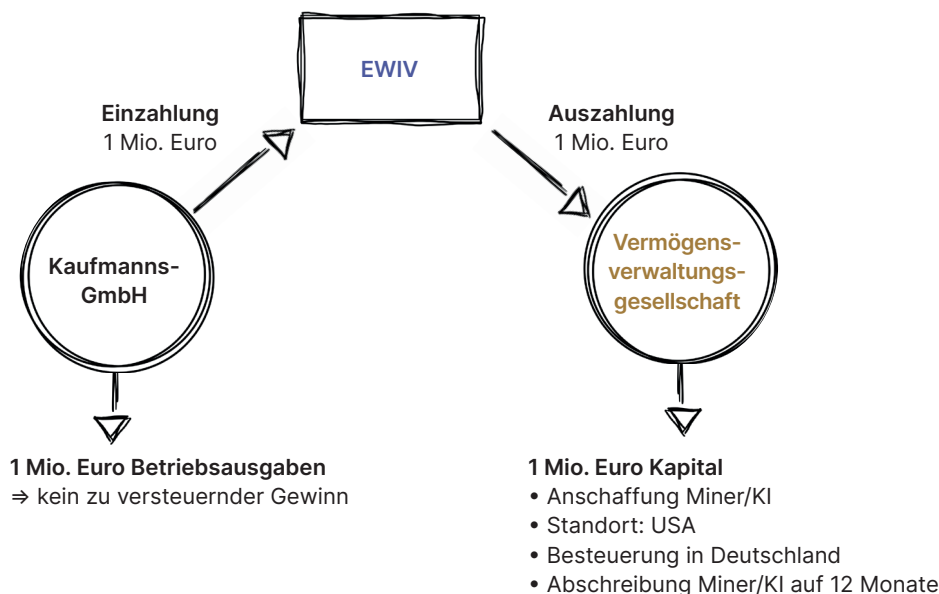 EWIV
Einzahlung
1 Mio. Euro
Auszahlung
1 Mio. Euro
Kaufmanns-
GmbH
Vermögens-
verwaltungs-
gesellschaft
1 Mio. Euro Betriebsausgaben
⇒ kein zu versteuernder Gewinn
1 Mio. Euro Kapital
• Anschaffung Miner/KI
• Standort: USA
• Besteuerung in Deutschland
• Abschreibung Miner/KI auf 12 Monate